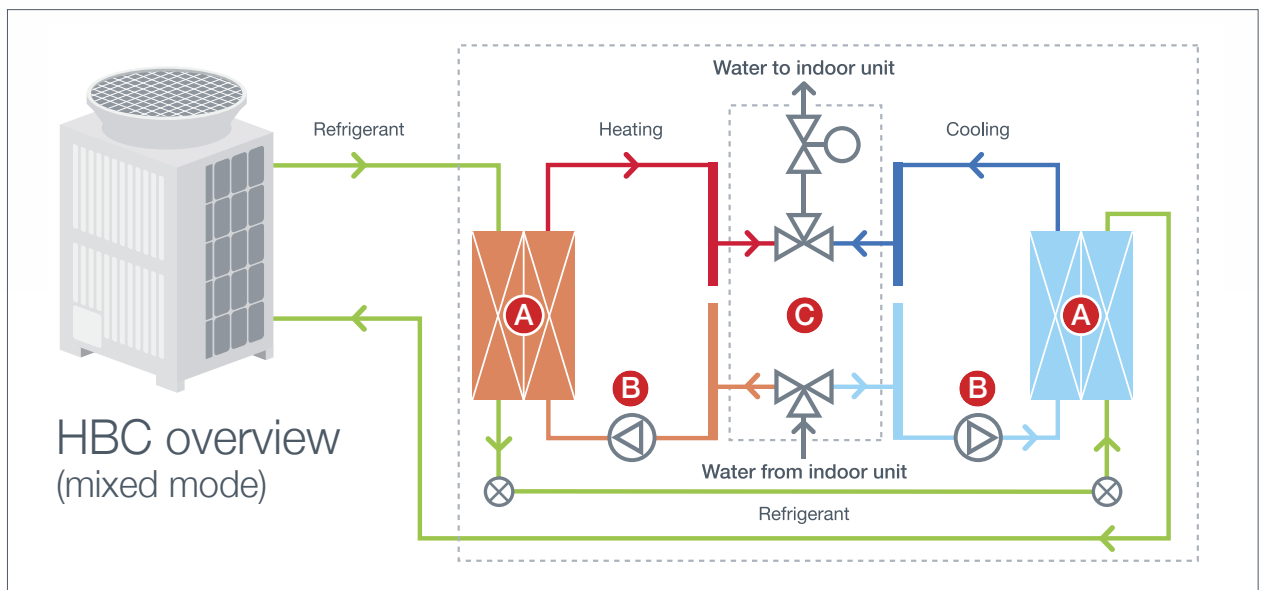 Water to indoor unit
Refrigerant
Heating
Cooling
A
C
A
B
B
HBC overview
(mixed mode)
Water from indoor unit
Refrigerant